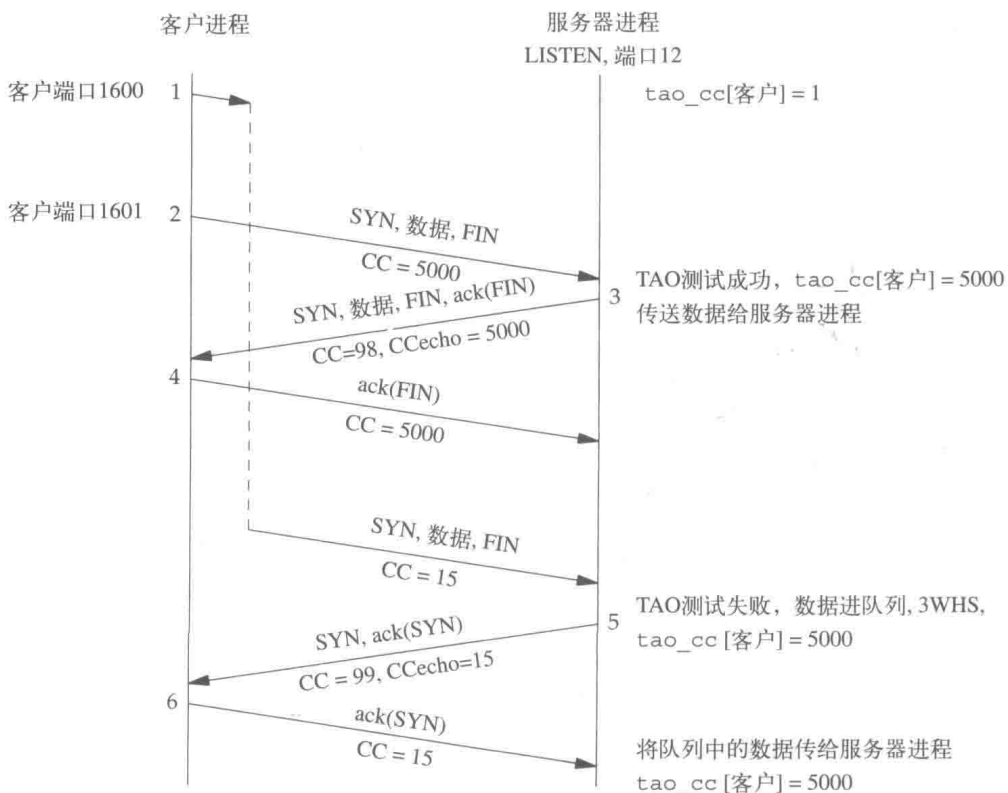 客户进程
服务器进程
LISTEN, 端口12
客户端口1600
1
tao_cc[客户] = 1
客户端口1601
2
SYN, 数据, FIN
CC = 5000
TAO测试成功，tao_cc[客户] = 5000
3
传送数据给服务器进程
SYN, 数据, FIN, ack(FIN)
CC=98, CCecho = 5000
4
ack(FIN)
CC = 5000
SYN, 数据, FIN
CC = 15
TAO测试失败，数据进队列, 3WHS,
5
tao_cc [客户] = 5000
SYN, ack(SYN)
CC = 99, CCecho=15
6
ack(SYN)
CC = 15
将队列中的数据传给服务器进程
tao_cc [客户] = 5000